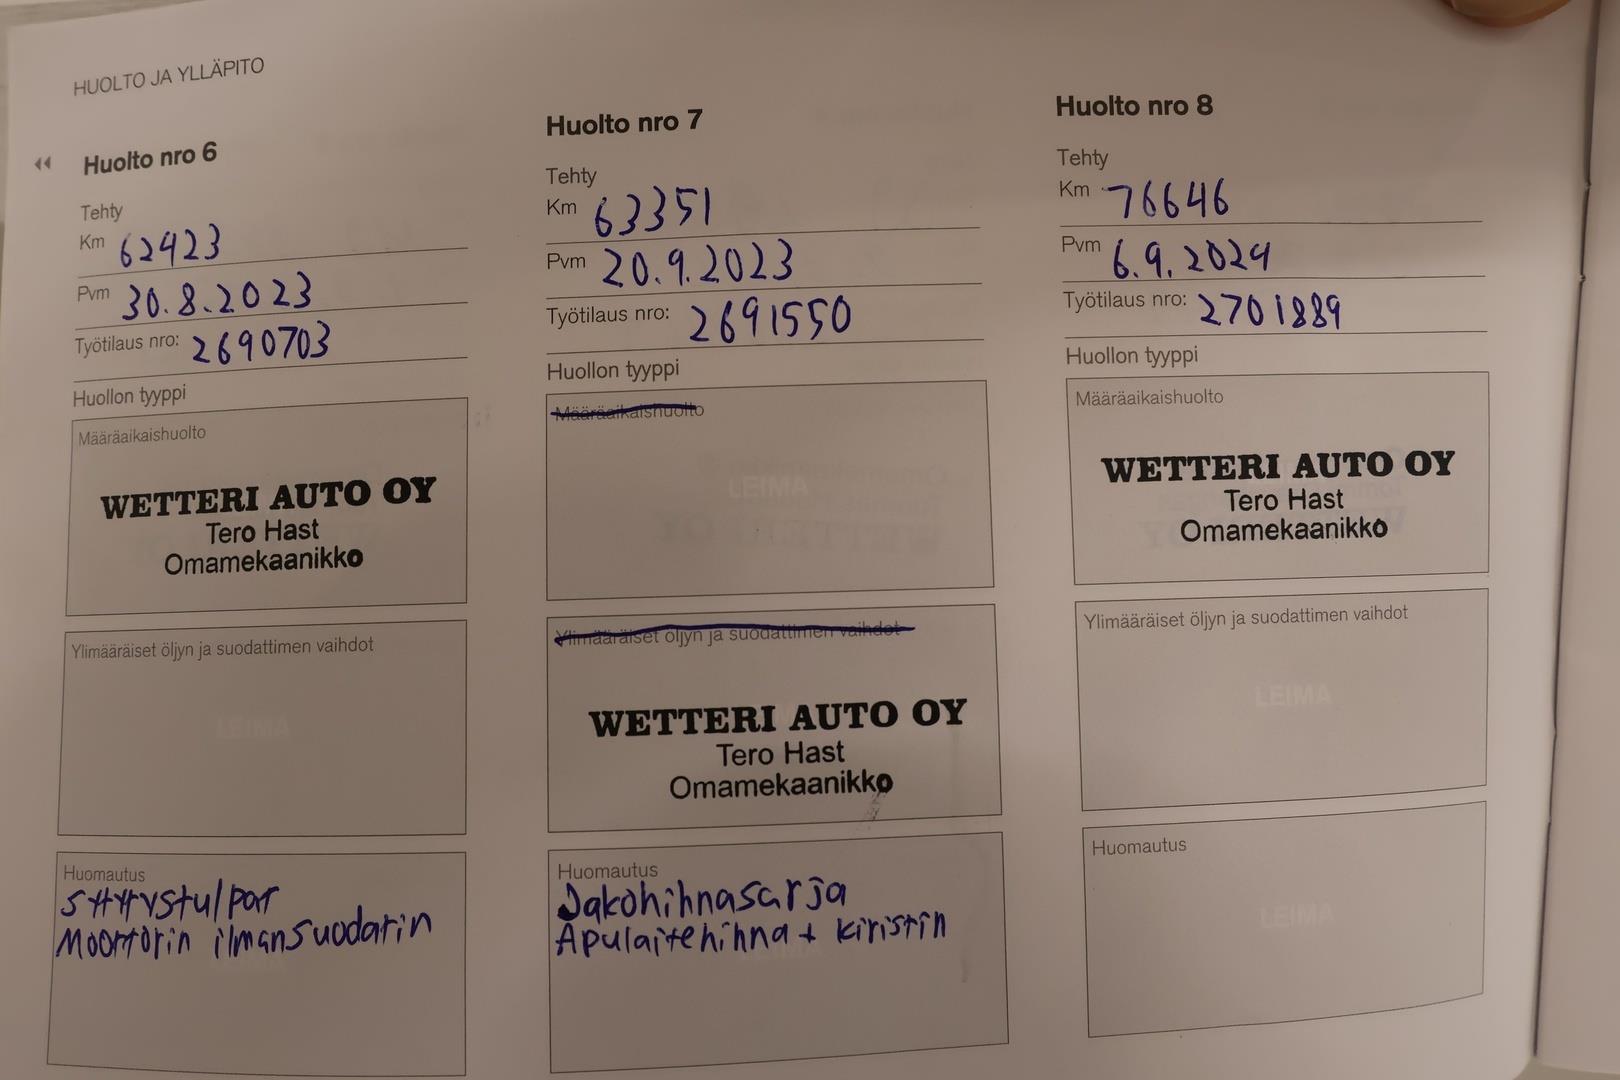 HUOLTO JA YLLÄPITO
Huolto nro 6
Tehty
Km 62423
Pvm 30.8.2023
Työtilaus nro: 2690703
Huollon tyyppi
Määräaikaishuolto
WETTERI AUTO OY
Tero Hast
Omamekaanikko
Ylimääräiset öljyn ja suodattimen vaihdot
LEIMA
Huomautus
sytytystulpat
Moottorin ilmansuodatin
Huolto nro 7
Tehty
Km 63351
Pvm 20.9.2023
Työtilaus nro: 2691550
Huollon tyyppi
Määräaikaishuolto
LEIMA
Ylimääräiset öljyn ja suodattimen vaihdot
WETTERI AUTO OY
Tero Hast
Omamekaanikko
Huomautus
Jakohihnasarja
Apulaitehihna + kiristin
Huolto nro 8
Tehty
Km 76646
Pvm 6.9.2024
Työtilaus nro: 2701889
Huollon tyyppi
Määräaikaishuolto
WETTERI AUTO OY
Tero Hast
Omamekaanikko
Ylimääräiset öljyn ja suodattimen vaihdot
LEIMA
Huomautus
LEIMA